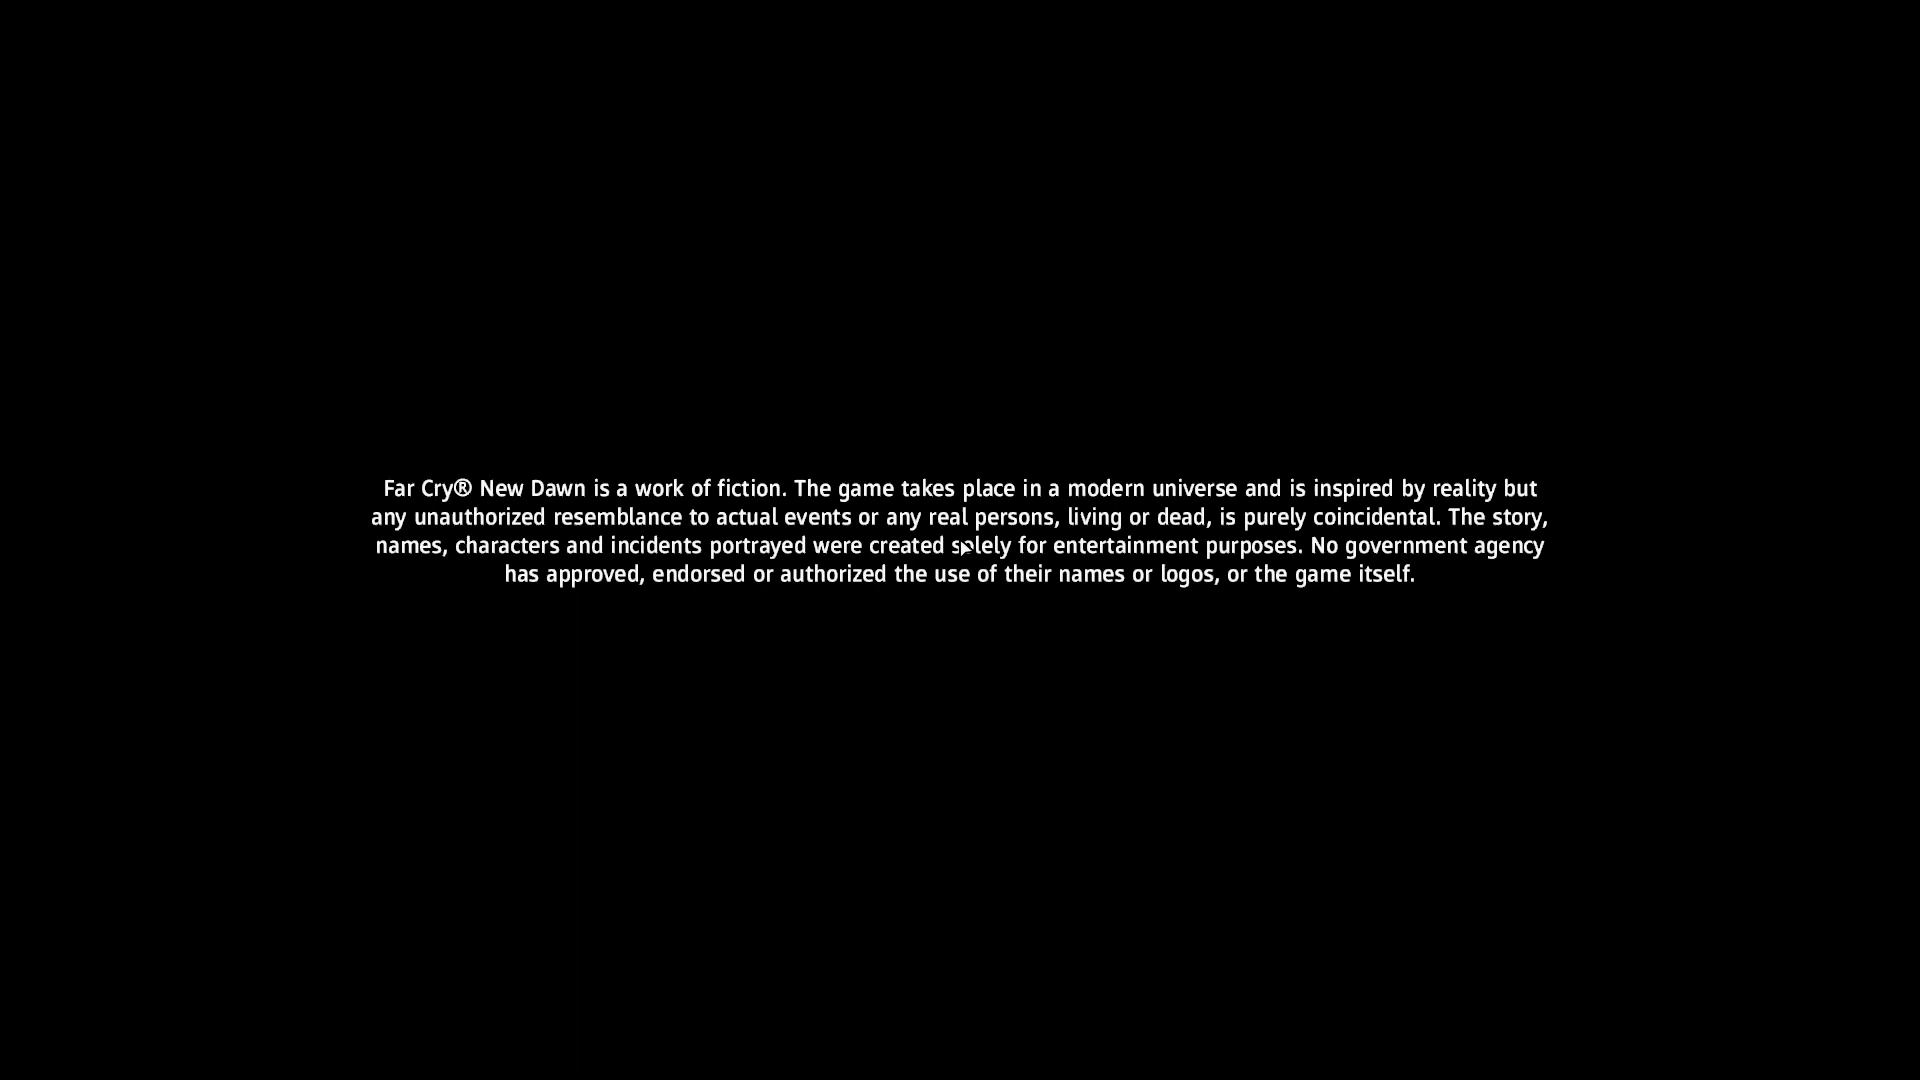 Far Cry® New Dawn is a work of fiction. The game takes place in a modern universe and is inspired by reality but
any unauthorized resemblance to actual events or any real persons, living or dead, is purely coincidental. The story,
names, characters and incidents portrayed were created solely for entertainment purposes. No government agency
has approved, endorsed or authorized the use of their names or logos, or the game itself.